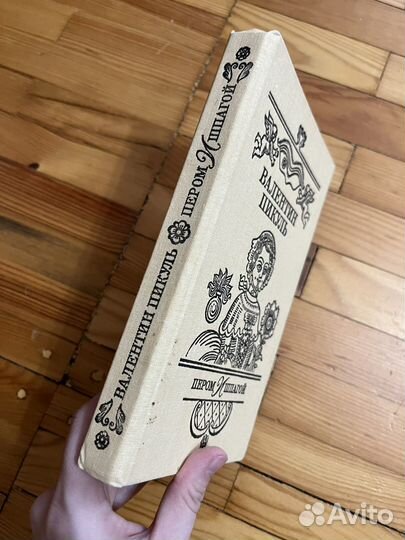 ВАЛЕНТИН ПИКУЛЬ ПЕРОМ И ШПАГОЙ
ВАЛЕНТИН
ПИКУЛЬ
ПЕРОМ И ШПАГОЙ
Avito